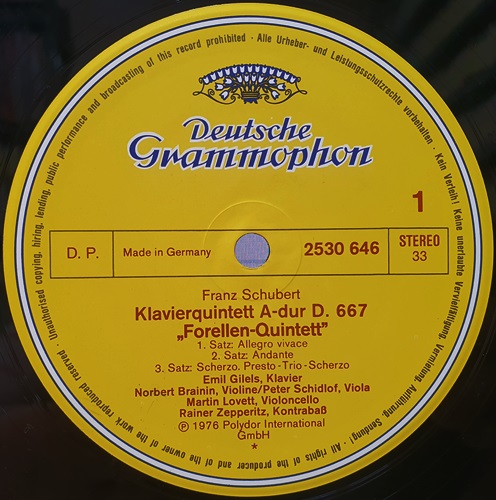 Alle Urheber- und Leistungsschutzrechte vorbehalten · Kein Verleih! Keine unerlaubte Vervielfältigung, Vermietung, Aufführung, Sendung! · All rights of the producer and of the owner of the work reproduced reserved · Unauthorised copying, hiring, lending, public performance and broadcasting of this record prohibited ·
Deutsche
Grammophon
1
D. P.
Made in Germany
2530 646
STEREO
33
Franz Schubert
Klavierquintett A-dur D. 667
„Forellen-Quintett”
1. Satz: Allegro vivace
2. Satz: Andante
3. Satz: Scherzo. Presto-Trio-Scherzo
Emil Gilels, Klavier
Norbert Brainin, Violine/Peter Schidlof, Viola
Martin Lovett, Violoncello
Rainer Zepperitz, Kontrabaß
Ⓟ 1976 Polydor International
GmbH
*